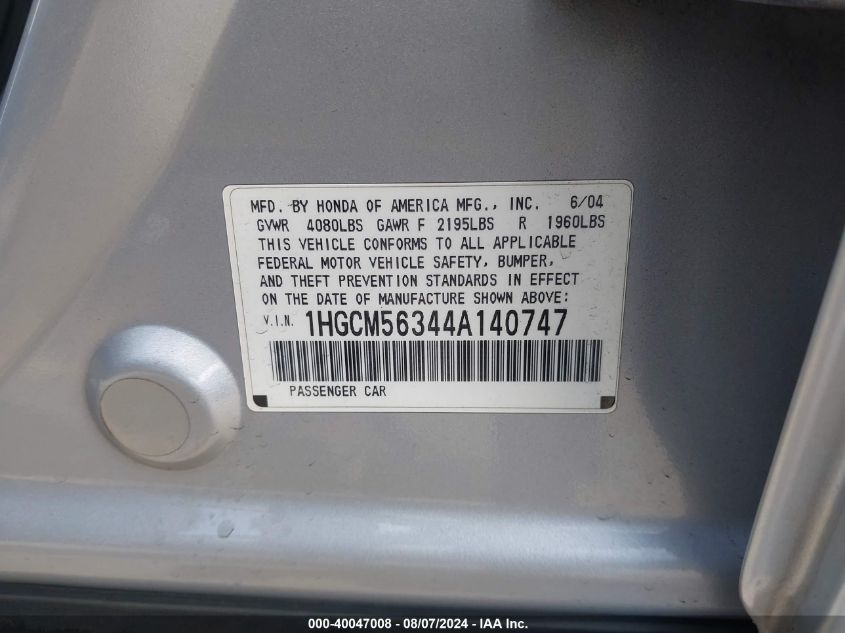 MFD. BY HONDA OF AMERICA MFG., INC. 6/04
GVWR 4080LBS GAWR F 2195LBS R 1960LBS
THIS VEHICLE CONFORMS TO ALL APPLICABLE
FEDERAL MOTOR VEHICLE SAFETY, BUMPER,
AND THEFT PREVENTION STANDARDS IN EFFECT
ON THE DATE OF MANUFACTURE SHOWN ABOVE:
V.I.N. 1HGCM56344A140747
PASSENGER CAR
000-40047008 - 08/07/2024 - IAA Inc.